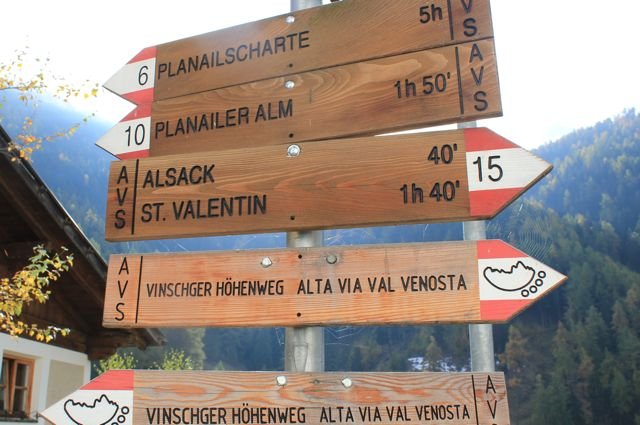 6 PLANAILSCHARTE 5h AVS
10 PLANAILER ALM 1h 50' AVS
AVS ALSACK 40' 15
ST. VALENTIN 1h 40'
AVS VINSCHGER HÖHENWEG ALTA VIA VAL VENOSTA
VINSCHGER HÖHENWEG ALTA VIA VAL VENOSTA AVS